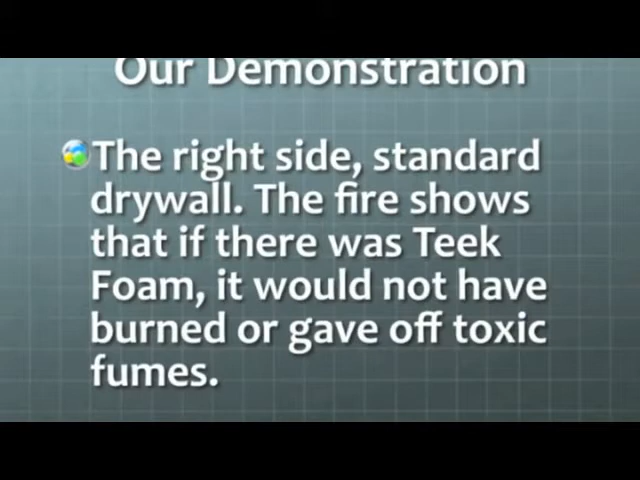 Our Demonstration
The right side, standard
drywall. The fire shows
that if there was Teek
Foam, it would not have
burned or gave off toxic
fumes.